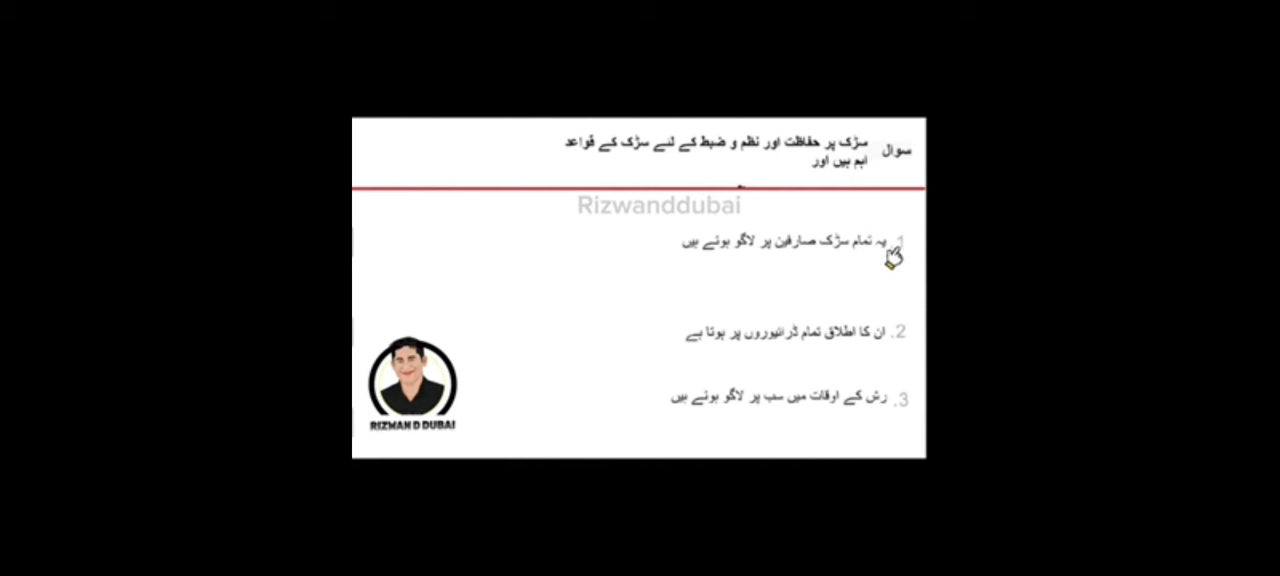 سوال
سڑک پر حفاظت اور نظم و ضبط کے لئے سڑک کے قواعد
اہم ہیں اور
Rizwanddubai
1. یہ تمام سڑک صارفین پر لاگو ہوتے ہیں
2. ان کا اطلاق تمام ڈرائیوروں پر ہوتا ہے
3. رش کے اوقات میں سب پر لاگو ہوتے ہیں
RIZWAN D DUBAI